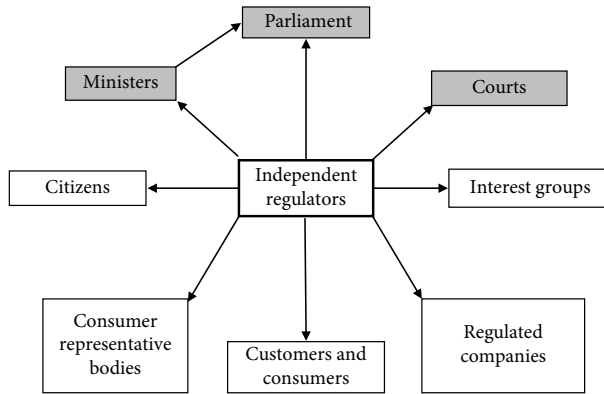 Parliament
Ministers
Courts
Independent
regulators
Citizens
Interest groups
Consumer
representative
bodies
Customers and
consumers
Regulated
companies